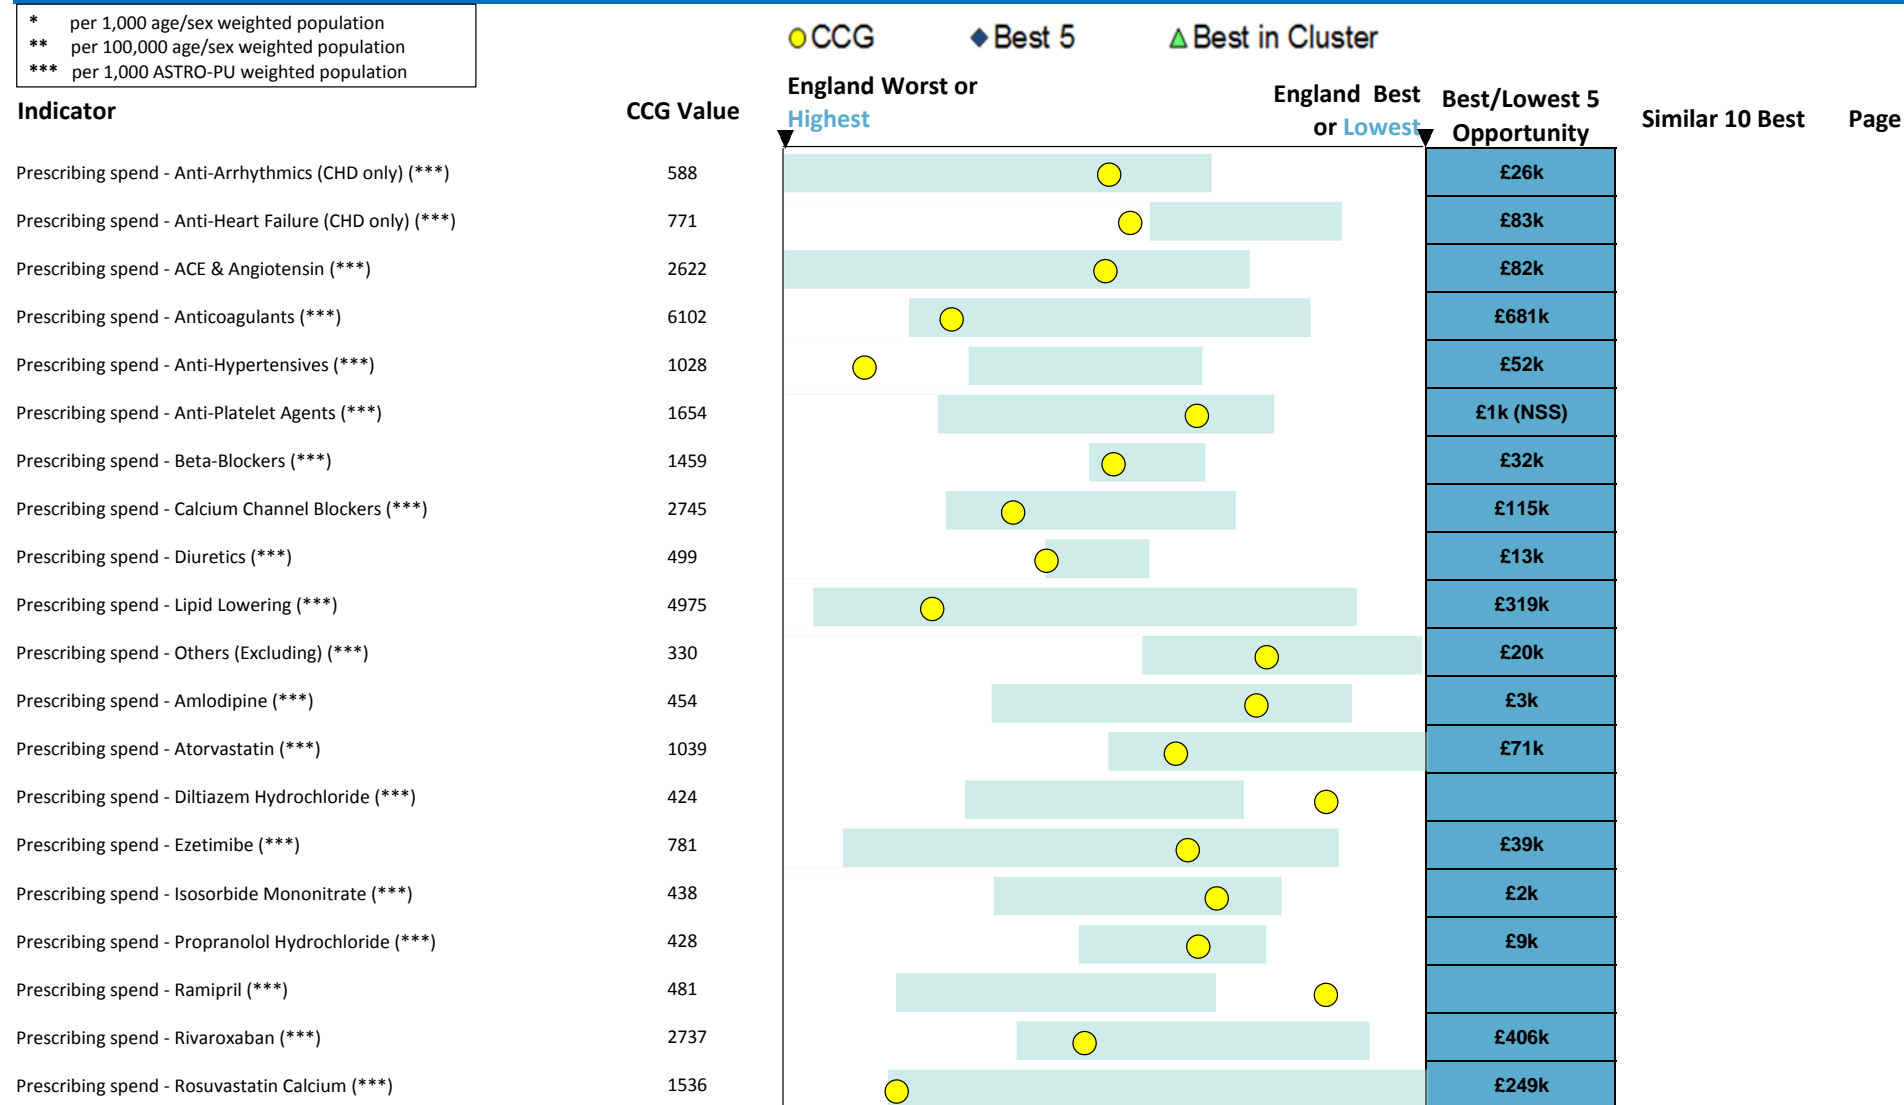 * per 1,000 age/sex weighted population
** per 100,000 age/sex weighted population
*** per 1,000 ASTRO-PU weighted population
CCG Best 5 Best in Cluster
Indicator CCG Value England Worst or Highest England Best or Lowest Best/Lowest 5 Opportunity Similar 10 Best Page
Prescribing spend - Anti-Arrhythmics (CHD only) (***) 588 £26k
Prescribing spend - Anti-Heart Failure (CHD only) (***) 771 £83k
Prescribing spend - ACE & Angiotensin (***) 2622 £82k
Prescribing spend - Anticoagulants (***) 6102 £681k
Prescribing spend - Anti-Hypertensives (***) 1028 £52k
Prescribing spend - Anti-Platelet Agents (***) 1654 £1k (NSS)
Prescribing spend - Beta-Blockers (***) 1459 £32k
Prescribing spend - Calcium Channel Blockers (***) 2745 £115k
Prescribing spend - Diuretics (***) 499 £13k
Prescribing spend - Lipid Lowering (***) 4975 £319k
Prescribing spend - Others (Excluding) (***) 330 £20k
Prescribing spend - Amlodipine (***) 454 £3k
Prescribing spend - Atorvastatin (***) 1039 £71k
Prescribing spend - Diltiazem Hydrochloride (***) 424
Prescribing spend - Ezetimibe (***) 781 £39k
Prescribing spend - Isosorbide Mononitrate (***) 438 £2k
Prescribing spend - Propranolol Hydrochloride (***) 428 £9k
Prescribing spend - Ramipril (***) 481
Prescribing spend - Rivaroxaban (***) 2737 £406k
Prescribing spend - Rosuvastatin Calcium (***) 1536 £249k